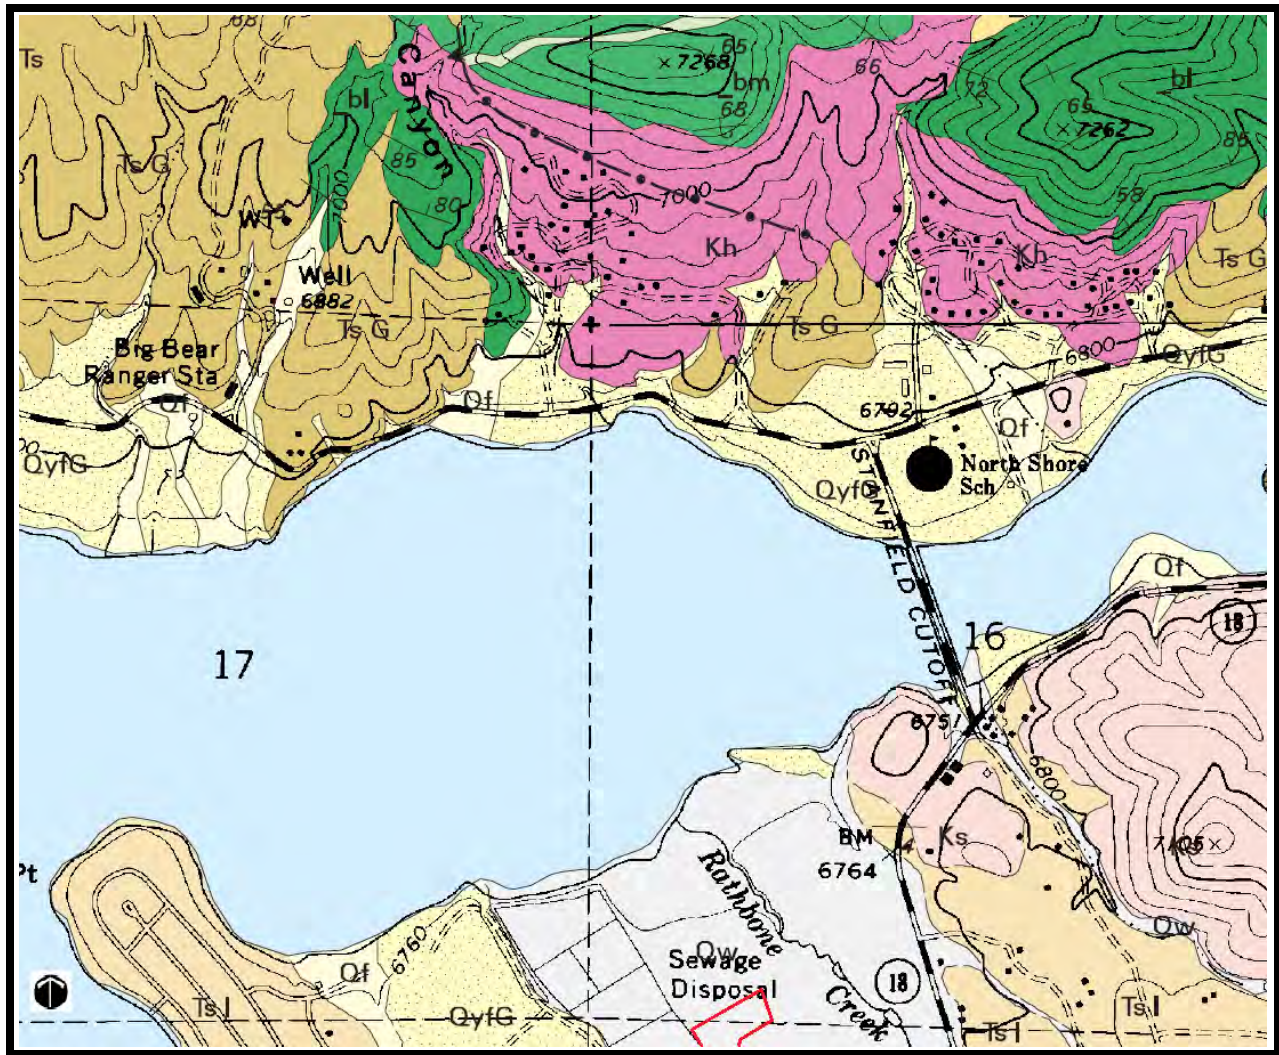 Ts
68
Canyon
65
7268
bm
68
66
72
bl
65
7262
85
58
bl
85
80
7000
Ts G
WT
Well
6882
Ts G
7000
Kh
Kh
Ts G
Ts G
Big Bear
Ranger Sta
Qf
Qf
6800
QyfG
6792
Qf
QyfG
North Shore
Sch
QyfG
STANFIELD CUTOFF
Qf
18
16
17
6751
6800
BM
6764
4
Ks
7105
Pt
Rathbone
Creek
Qw
Sewage
Disposal
18
Qw
6760
Qf
Ts I
QyfG
Ts I
Ts I